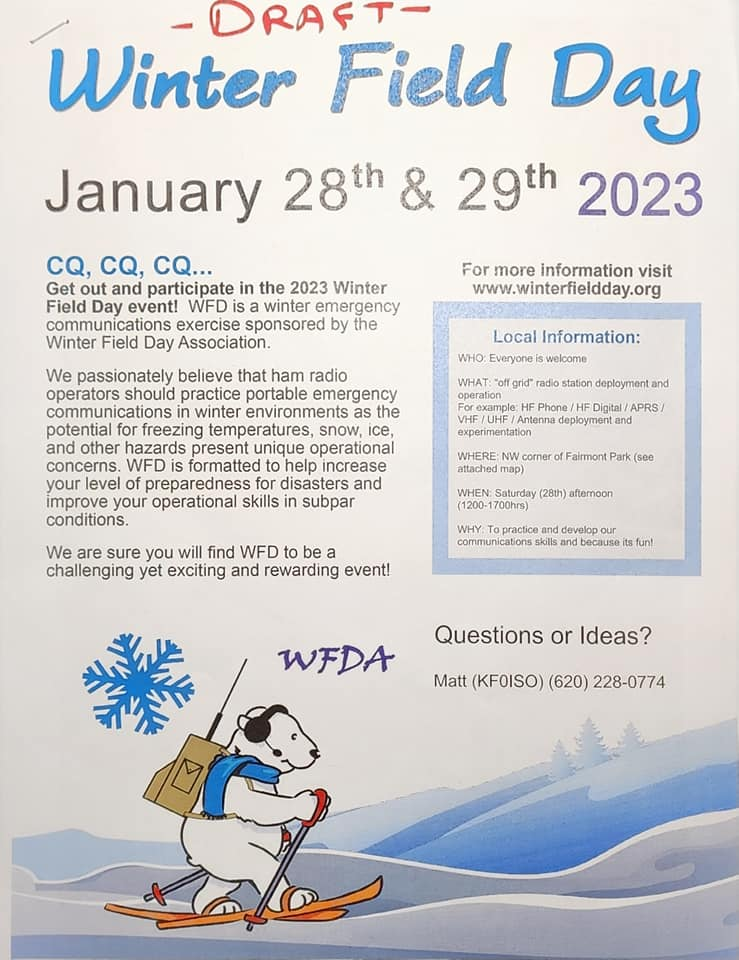 -DRAFT-
Winter Field Day
January 28th & 29th 2023
CQ, CQ, CQ...
Get out and participate in the 2023 Winter
Field Day event! WFD is a winter emergency
communications exercise sponsored by the
Winter Field Day Association.
We passionately believe that ham radio
operators should practice portable emergency
communications in winter environments as the
potential for freezing temperatures, snow, ice,
and other hazards present unique operational
concerns. WFD is formatted to help increase
your level of preparedness for disasters and
improve your operational skills in subpar
conditions.
We are sure you will find WFD to be a
challenging yet exciting and rewarding event!
For more information visit
www.winterfieldday.org
Local Information:
WHO: Everyone is welcome
WHAT: "off grid" radio station deployment and
operation
For example: HF Phone / HF Digital / APRS /
VHF / UHF / Antenna deployment and
experimentation
WHERE: NW corner of Fairmont Park (see
attached map)
WHEN: Saturday (28th) afternoon
(1200-1700hrs)
WHY: To practice and develop our
communications skills and because its fun!
WFDA
Questions or Ideas?
Matt (KF0ISO) (620) 228-0774